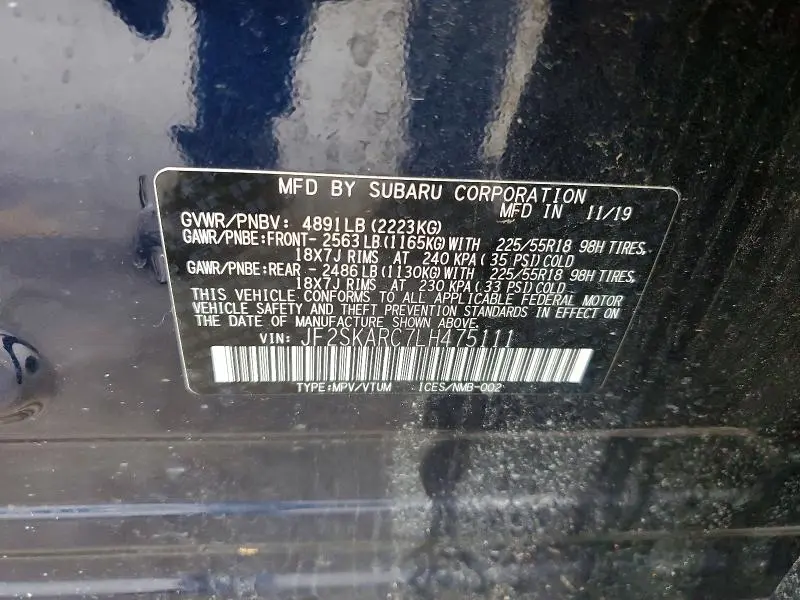 MFD BY SUBARU CORPORATION
MFD IN 11/19
GVWR/PNBV: 4891LB (2223KG)
GAWR/PNBE:FRONT- 2563LB(1165KG)WITH 225/55R18 98H TIRES,
18X7J RIMS AT 240 KPA ( 35 PSI)COLD
GAWR/PNBE:REAR - 2486LB(1130KG)WITH 225/55R18 98H TIRES,
18X7J RIMS AT 230 KPA ( 33 PSI)COLD
THIS VEHICLE CONFORMS TO ALL APPLICABLE FEDERAL MOTOR
VEHICLE SAFETY AND THEFT PREVENTION STANDARDS IN EFFECT ON
THE DATE OF MANUFACTURE SHOWN ABOVE.
VIN: JF2SKARC7LH475111
TYPE:MPV/VTUM ICES/NMB-002